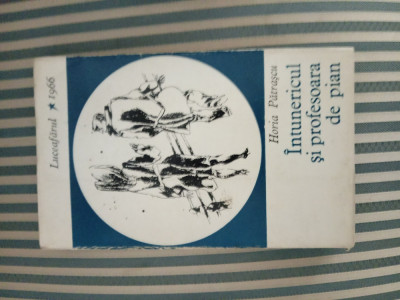 Horia Pătrașcu
Întunericul
și profesoara
de pian
Luceafărul ★ 1966